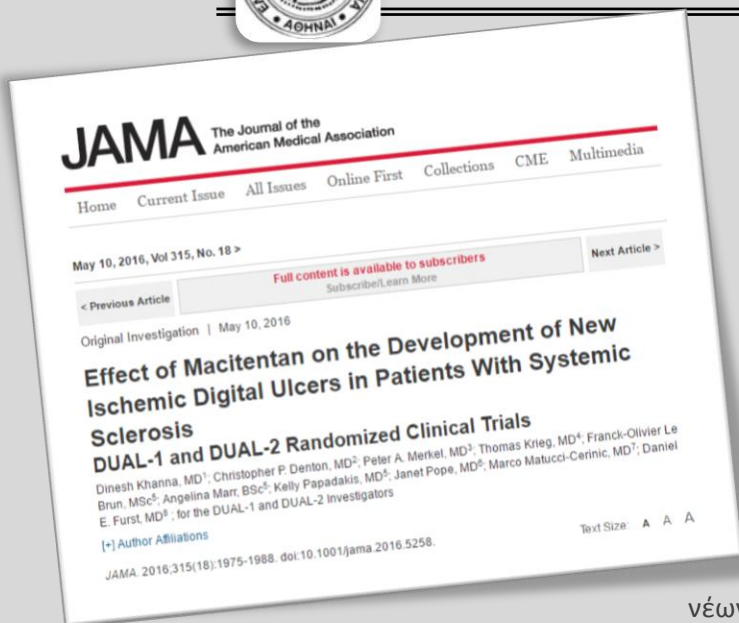 ΑΘΗΝΑΙ
JAMA The Journal of the
American Medical Association
Home Current Issue All Issues Online First Collections CME Multimedia
May 10, 2016, Vol 315, No. 18 >
< Previous Article
Full content is available to subscribers
Subscribe/Learn More
Next Article >
Original Investigation | May 10, 2016
Effect of Macitentan on the Development of New
Ischemic Digital Ulcers in Patients With Systemic
Sclerosis
DUAL-1 and DUAL-2 Randomized Clinical Trials
Dinesh Khanna, MD1; Christopher P. Denton, MD2; Peter A. Merkel, MD3; Thomas Krieg, MD4; Franck-Olivier Le
Brun, MSc5; Angelina Marr, BSc5; Kelly Papadakis, MD5; Janet Pope, MD6; Marco Matucci-Cerinic, MD7; Daniel
E. Furst, MD8 ; for the DUAL-1 and DUAL-2 Investigators
[+] Author Affiliations
Text Size: A A A
JAMA. 2016;315(18):1975-1988. doi:10.1001/jama.2016.5258.
νέων